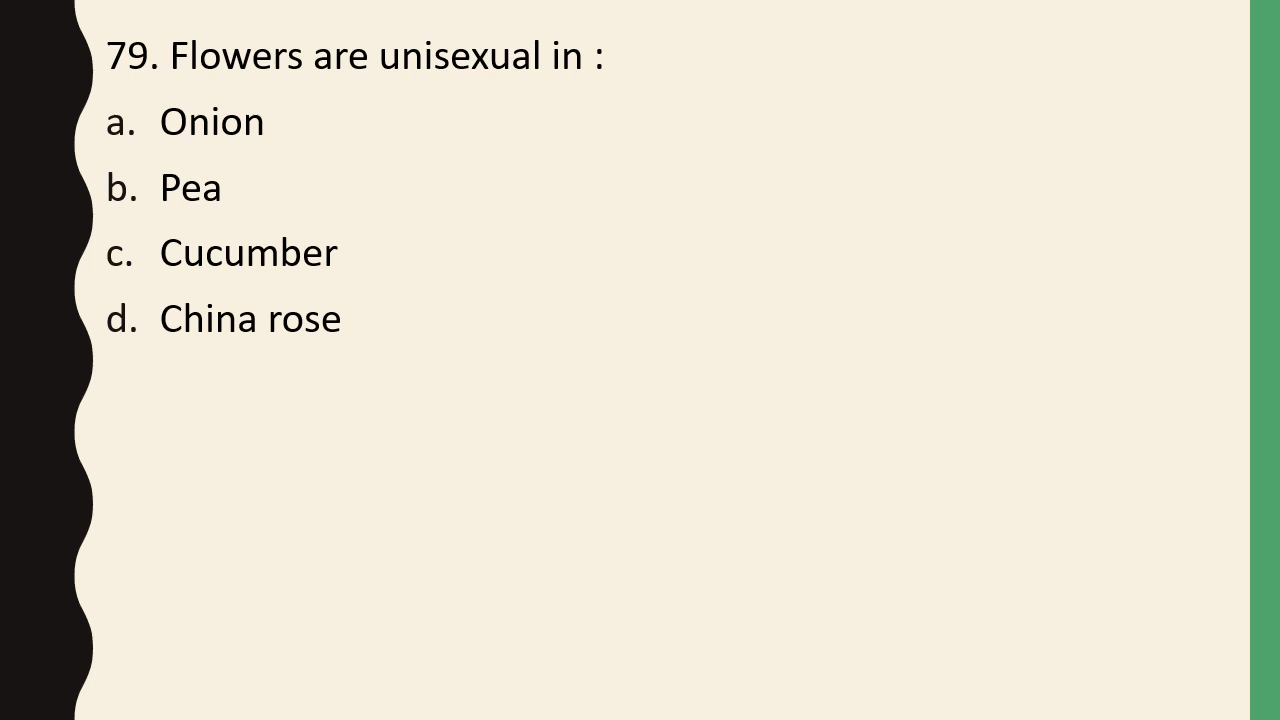 79. Flowers are unisexual in :
a. Onion
b. Pea
c. Cucumber
d. China rose